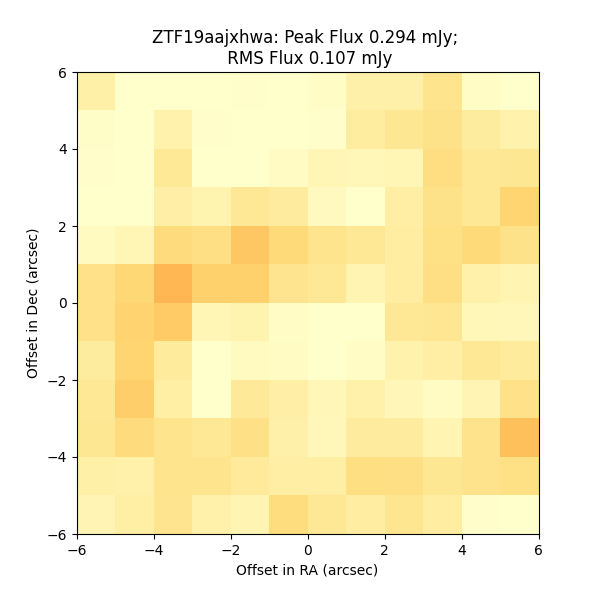 ZTF19aajxhwa: Peak Flux 0.294 mJy;
RMS Flux 0.107 mJy
6
4
2
0
−2
−4
−6
Offset in Dec (arcsec)
−6 −4 −2 0 2 4 6
Offset in RA (arcsec)